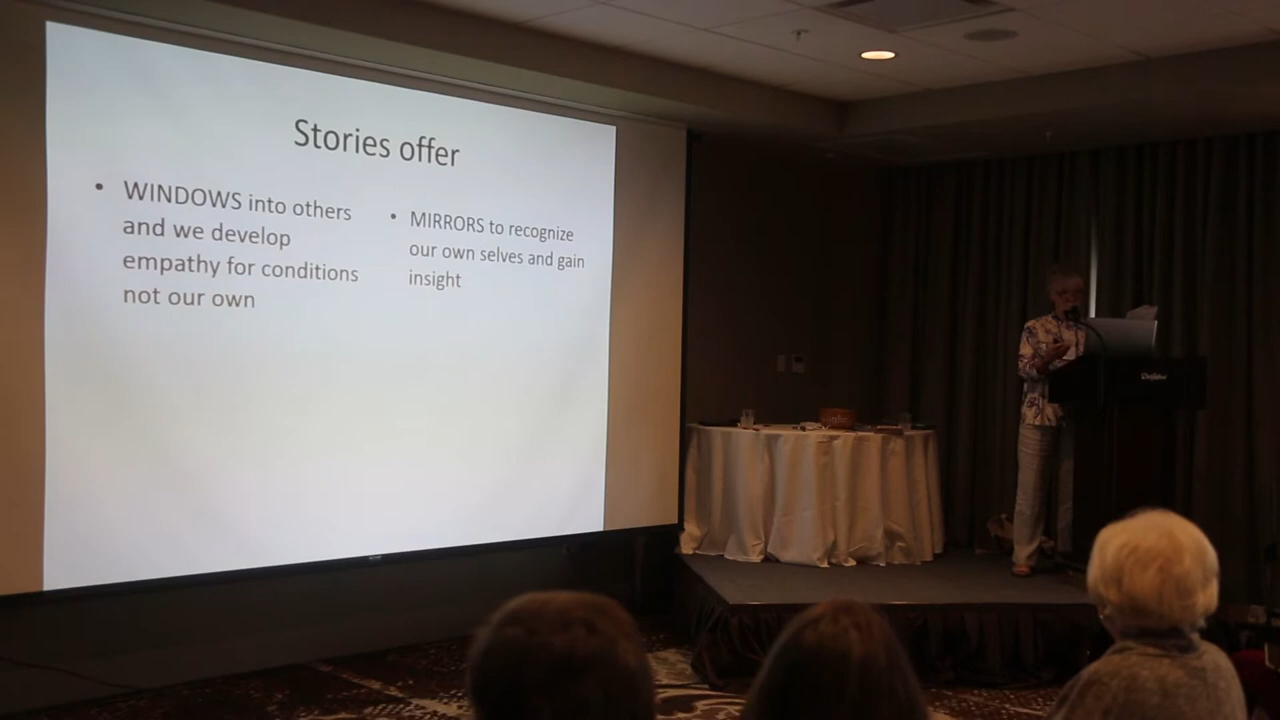 Stories offer
• WINDOWS into others
and we develop
empathy for conditions
not our own
• MIRRORS to recognize
our own selves and gain
insight